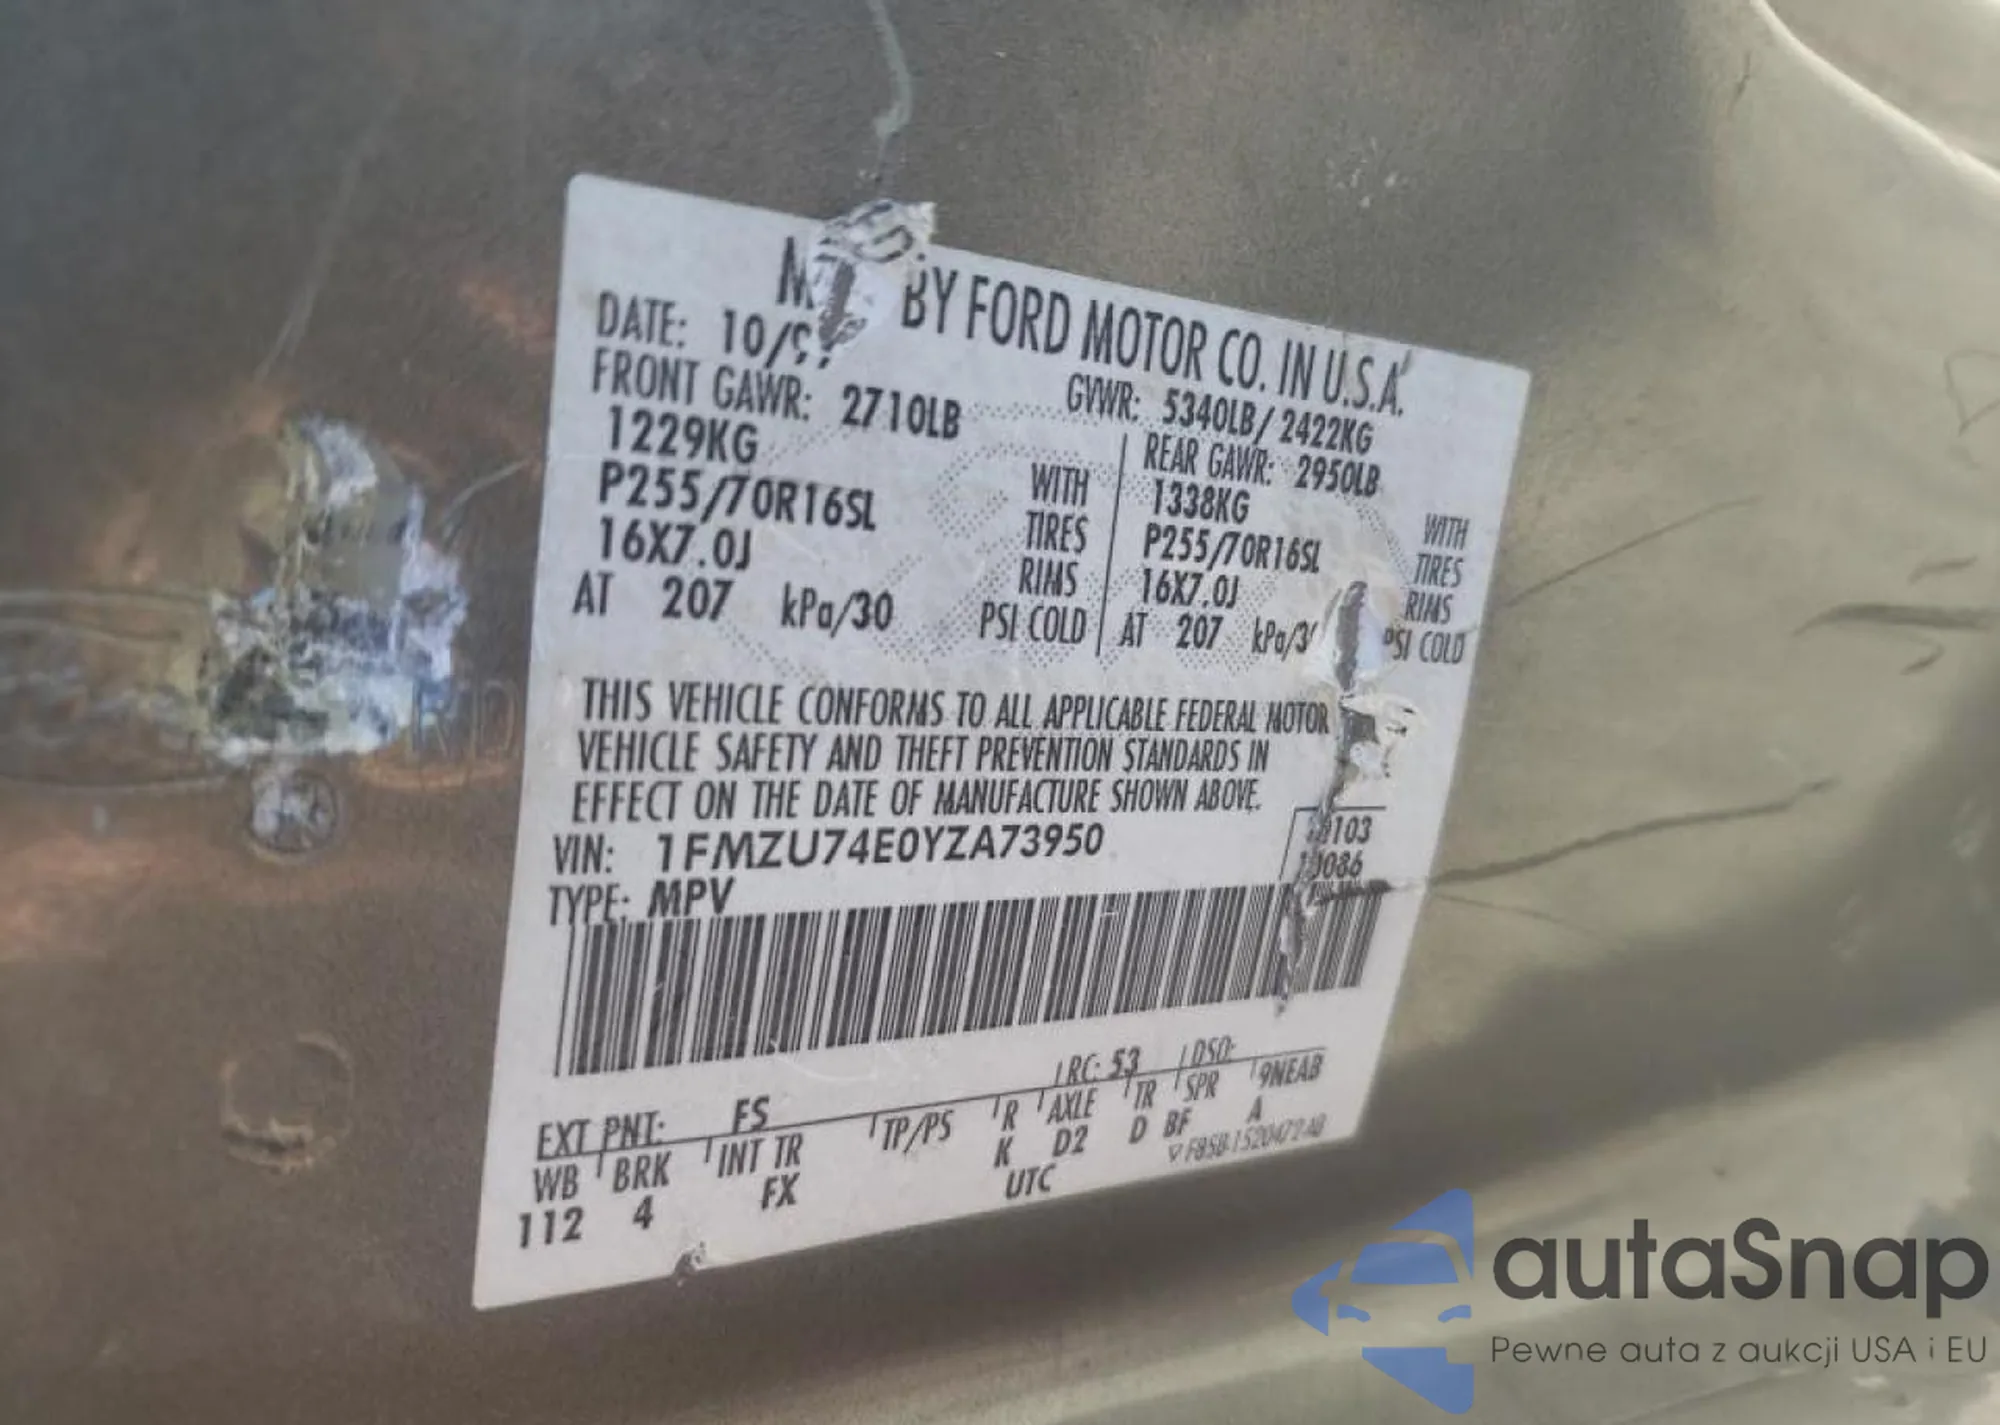 BY FORD MOTOR CO. IN U.S.A.
DATE: 10/9 GVWR: 5340LB/2422KG
FRONT GAWR: 2710LB REAR GAWR: 2950LB
1229KG WITH 1338KG WITH
P255/70R16SL TIRES P255/70R16SL TIRES
16X7.0J RIMS 16X7.0J RIMS
AT 207 kPa/30 PSI COLD AT 207 kPa/3 PSI COLD
THIS VEHICLE CONFORMS TO ALL APPLICABLE FEDERAL MOTOR
VEHICLE SAFETY AND THEFT PREVENTION STANDARDS IN
EFFECT ON THE DATE OF MANUFACTURE SHOWN ABOVE.
VIN: 1FMZU74E0YZA73950
TYPE: MPV
EXT PNT: FS RC: 53 DSO:
WB BRK INT TR TP/PS R AXLE TR SPR 9NEAB
112 4 FX K D2 D BF A
UTC
autaSnap
Pewne auta z aukcji USA i EU